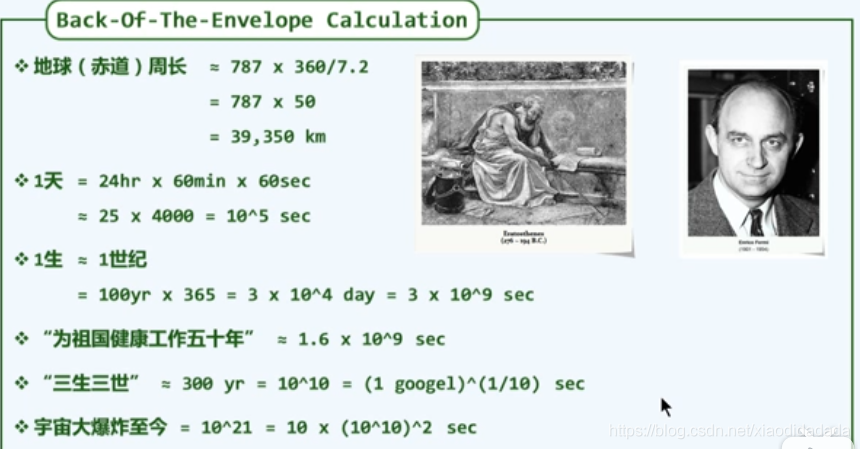 Back-Of-The-Envelope Calculation
❖ 地球（赤道）周长 ≈ 787 x 360/7.2
= 787 x 50
= 39,350 km
❖ 1天 = 24hr x 60min x 60sec
≈ 25 x 4000 = 10^5 sec
❖ 1生 ≈ 1世纪
= 100yr x 365 = 3 x 10^4 day = 3 x 10^9 sec
❖ “为祖国健康工作五十年” ≈ 1.6 x 10^9 sec
❖ “三生三世” ≈ 300 yr = 10^10 = (1 googel)^(1/10) sec
❖ 宇宙大爆炸至今 = 10^21 = 10 x (10^10)^2 sec
Eratosthenes
(276 - 194 B.C.)
Enrico Fermi
(1901 - 1954)
https://blog.csdn.net/xiaodidadada